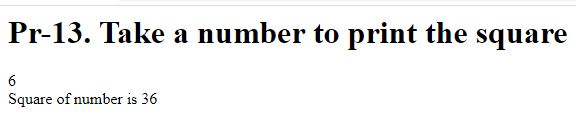 Pr-13. Take a number to print the square
6
Square of number is 36